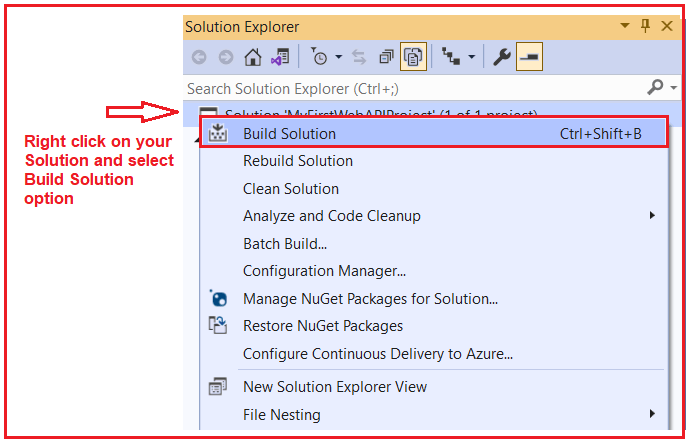 Solution Explorer
Search Solution Explorer (Ctrl+;)
Solution 'MyFirstWebAPIProject' (1 of 1 project)
Right click on your
Solution and select
Build Solution
option
Build Solution Ctrl+Shift+B
Rebuild Solution
Clean Solution
Analyze and Code Cleanup
Batch Build...
Configuration Manager...
Manage NuGet Packages for Solution...
Restore NuGet Packages
Configure Continuous Delivery to Azure...
New Solution Explorer View
File Nesting